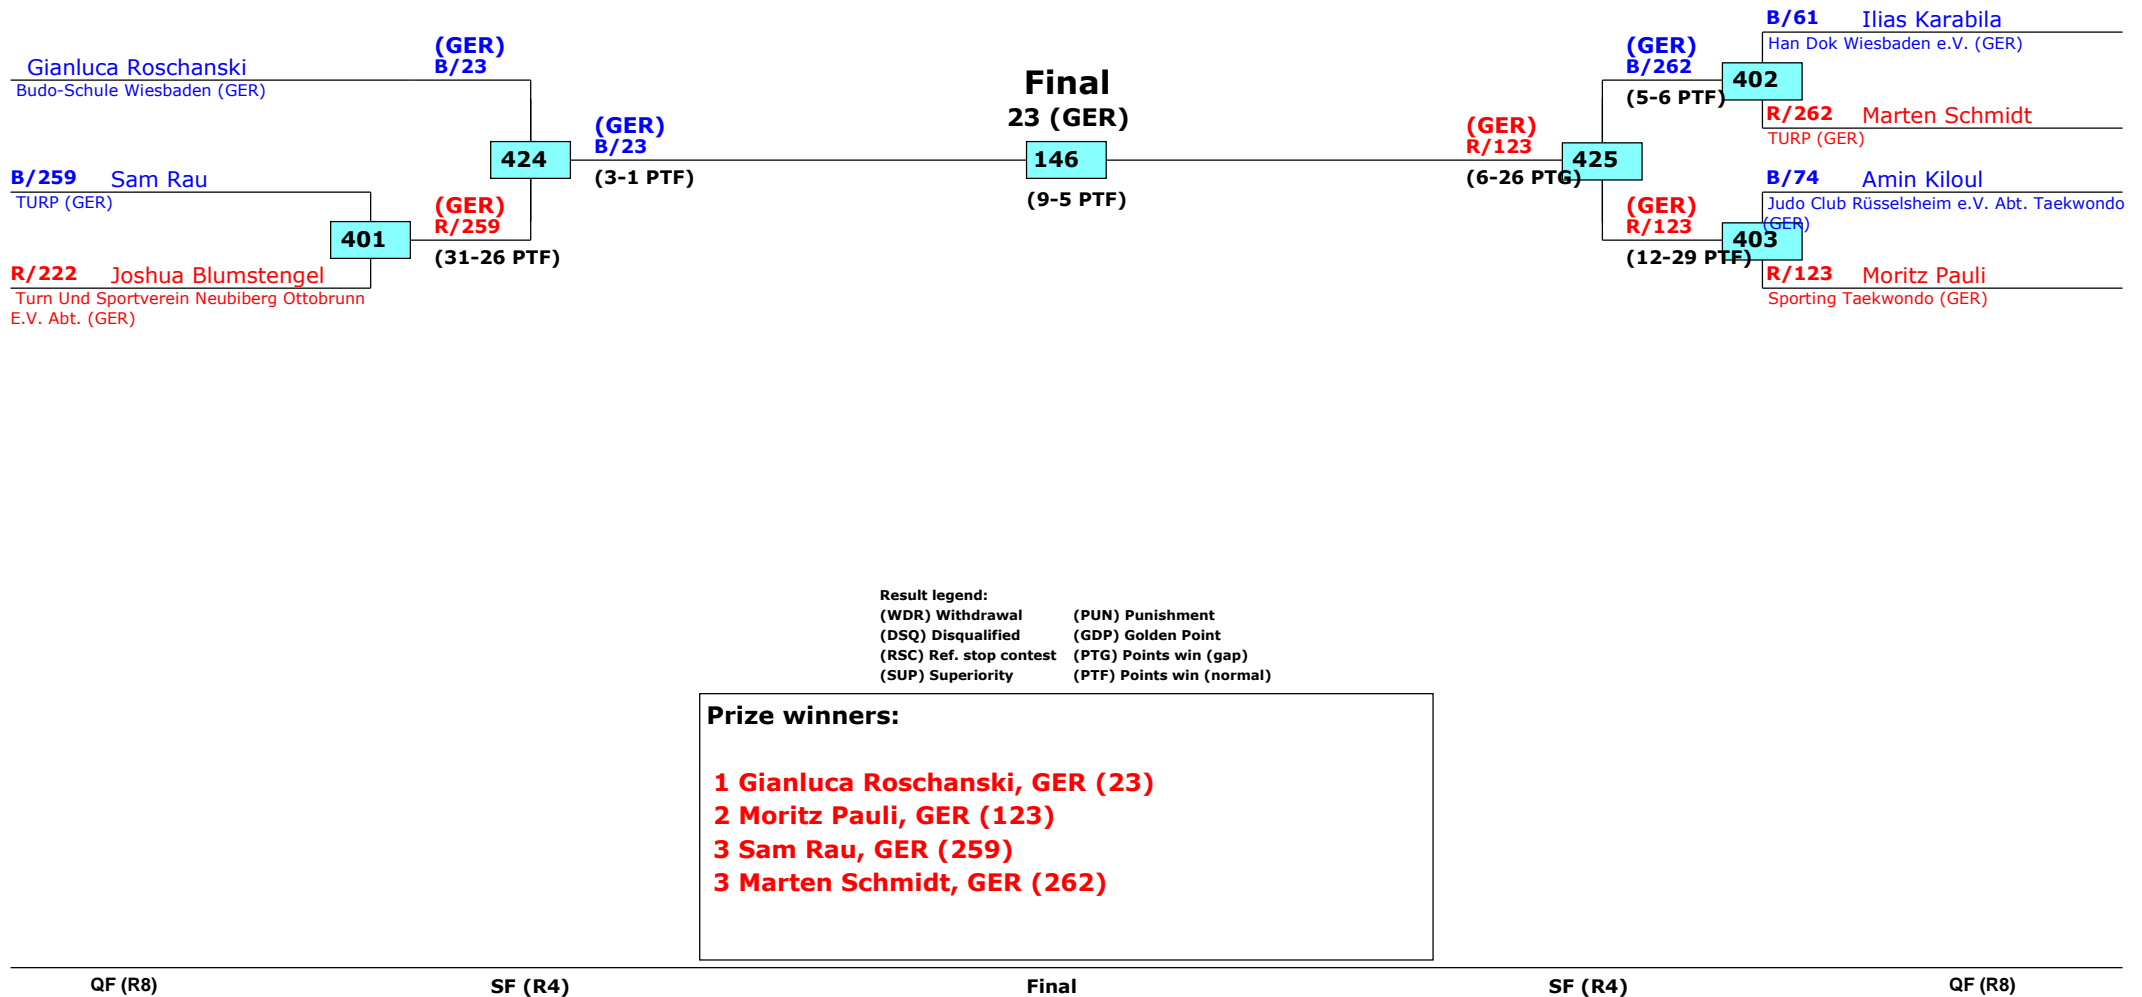 Gianluca Roschanski
Budo-Schule Wiesbaden (GER)
B/259 Sam Rau
TURP (GER)
R/222 Joshua Blumstengel
Turn Und Sportverein Neubiberg Ottobrunn
E.V. Abt. (GER)
401
(GER)
B/23
(GER)
R/259
(31-26 PTF)
424
(GER)
B/23
(3-1 PTF)
Final
23 (GER)
146
(9-5 PTF)
(GER)
R/123
(6-26 PTG)
425
(GER)
B/262
(5-6 PTF)
(GER)
R/123
(12-29 PTF)
402
403
B/61 Ilias Karabila
Han Dok Wiesbaden e.V. (GER)
R/262 Marten Schmidt
TURP (GER)
B/74 Amin Kiloul
Judo Club Rüsselsheim e.V. Abt. Taekwondo
(GER)
R/123 Moritz Pauli
Sporting Taekwondo (GER)
Result legend:
(WDR) Withdrawal (PUN) Punishment
(DSQ) Disqualified (GDP) Golden Point
(RSC) Ref. stop contest (PTG) Points win (gap)
(SUP) Superiority (PTF) Points win (normal)
Prize winners:
1 Gianluca Roschanski, GER (23)
2 Moritz Pauli, GER (123)
3 Sam Rau, GER (259)
3 Marten Schmidt, GER (262)
QF (R8) SF (R4) Final SF (R4) QF (R8)